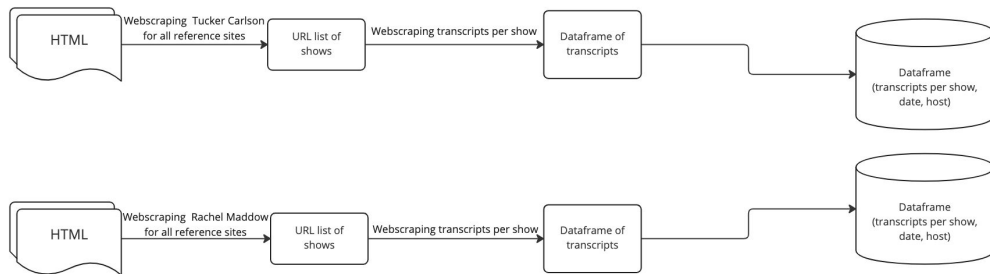 HTML
Webscraping Tucker Carlson
for all reference sites
URL list of
shows
Webscraping transcripts per show
Dataframe of
transcripts
Dataframe
(transcripts per show,
date, host)
HTML
Webscraping Rachel Maddow
for all reference sites
URL list of
shows
Webscraping transcripts per show
Dataframe of
transcripts
Dataframe
(transcripts per show,
date, host)